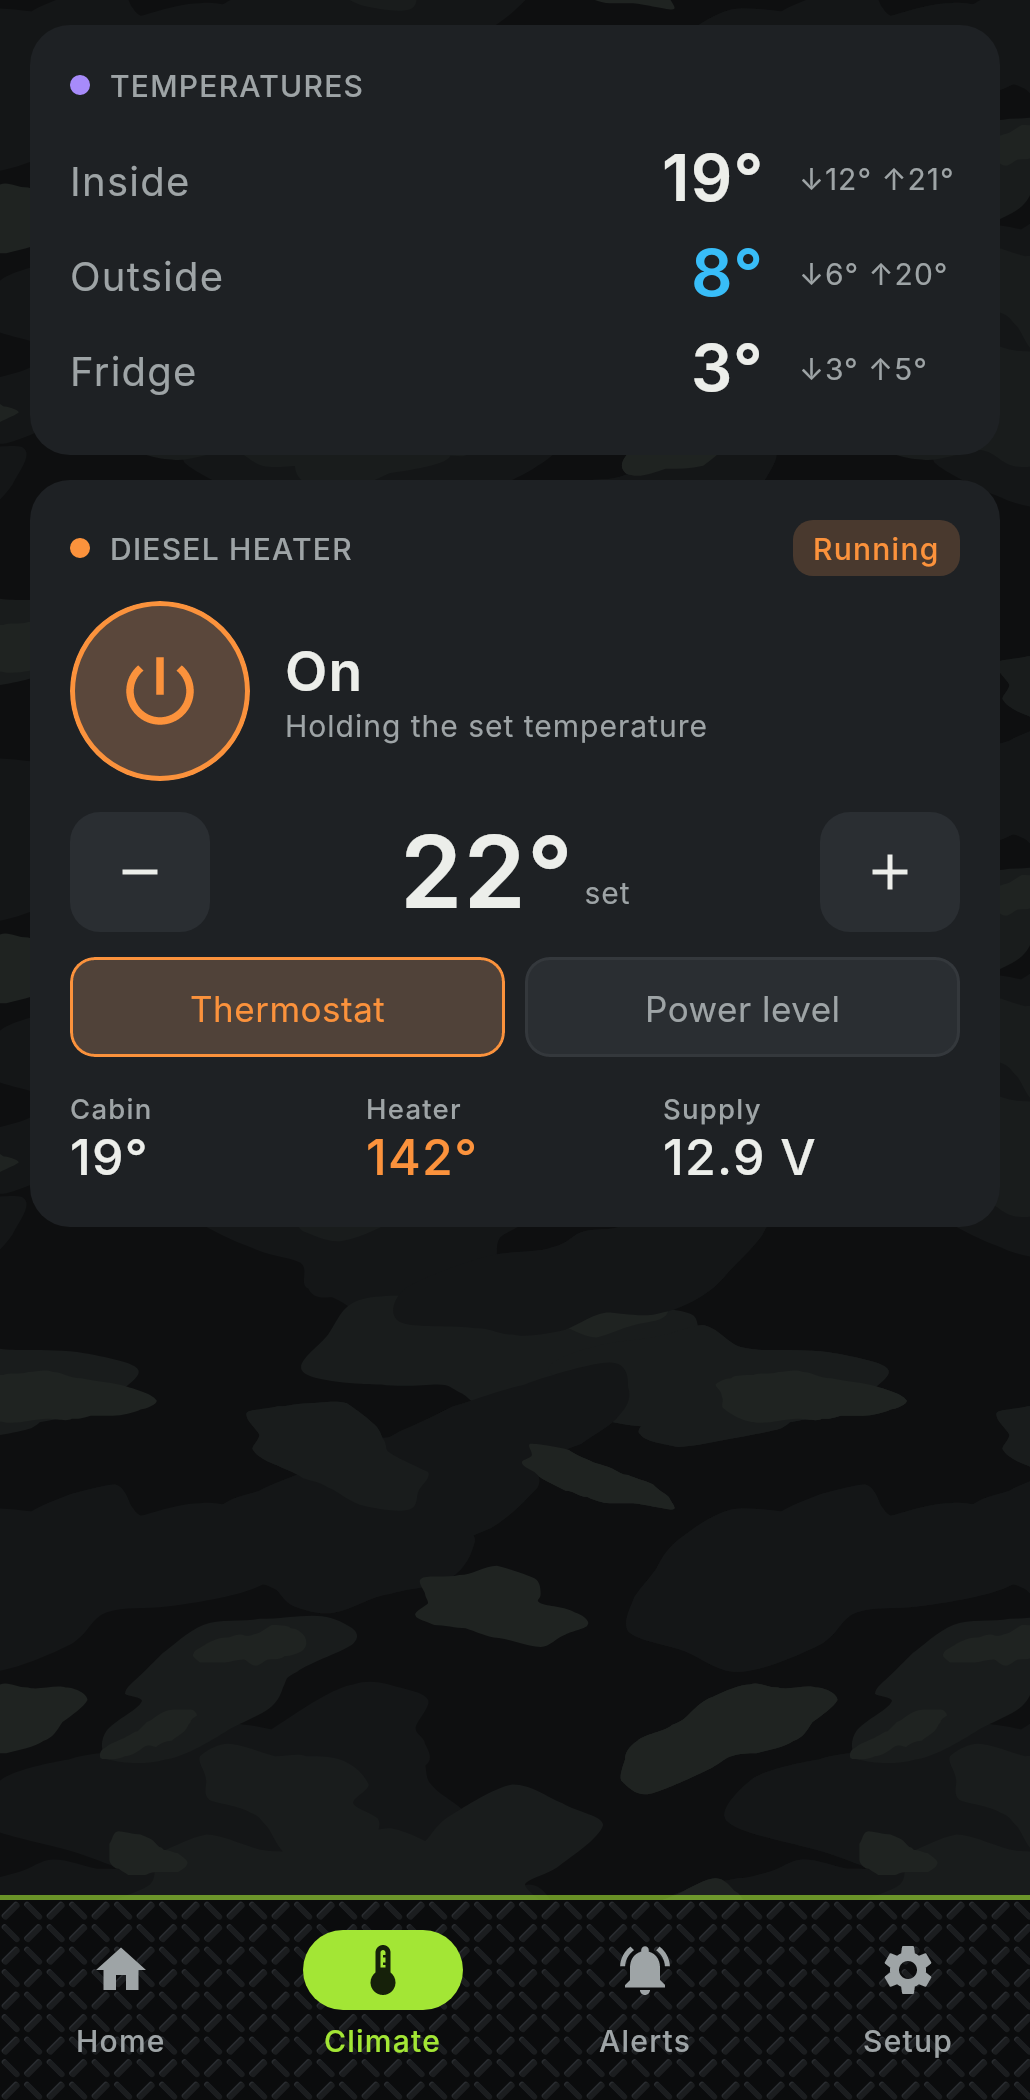 TEMPERATURES
Inside 19° ↓12° ↑21°
Outside 8° ↓6° ↑20°
Fridge 3° ↓3° ↑5°
DIESEL HEATER Running
On
Holding the set temperature
− 22° set +
Thermostat Power level
Cabin Heater Supply
19° 142° 12.9 V
Home Climate Alerts Setup